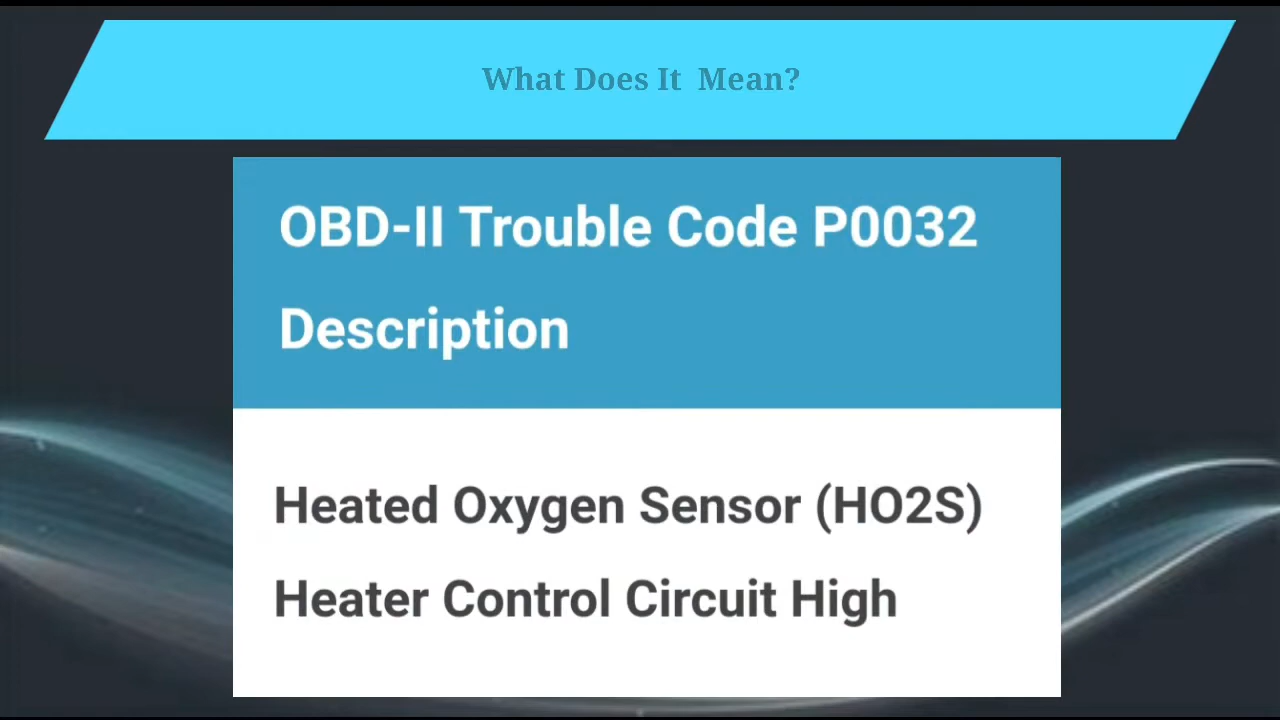 What Does It Mean?
OBD-II Trouble Code P0032
Description
Heated Oxygen Sensor (HO2S)
Heater Control Circuit High